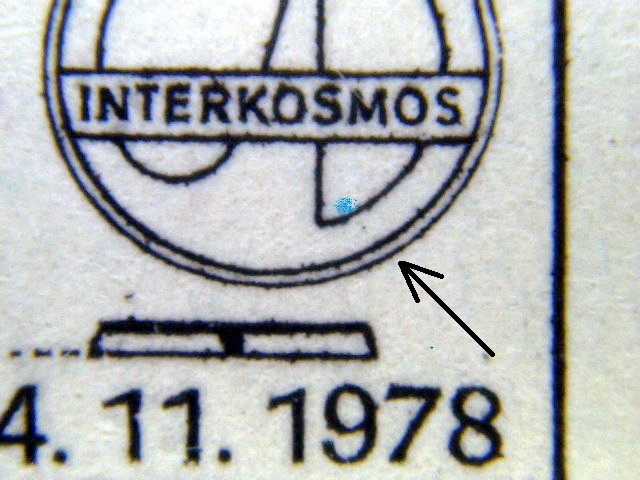 INTERKOSMOS
4. 11. 1978